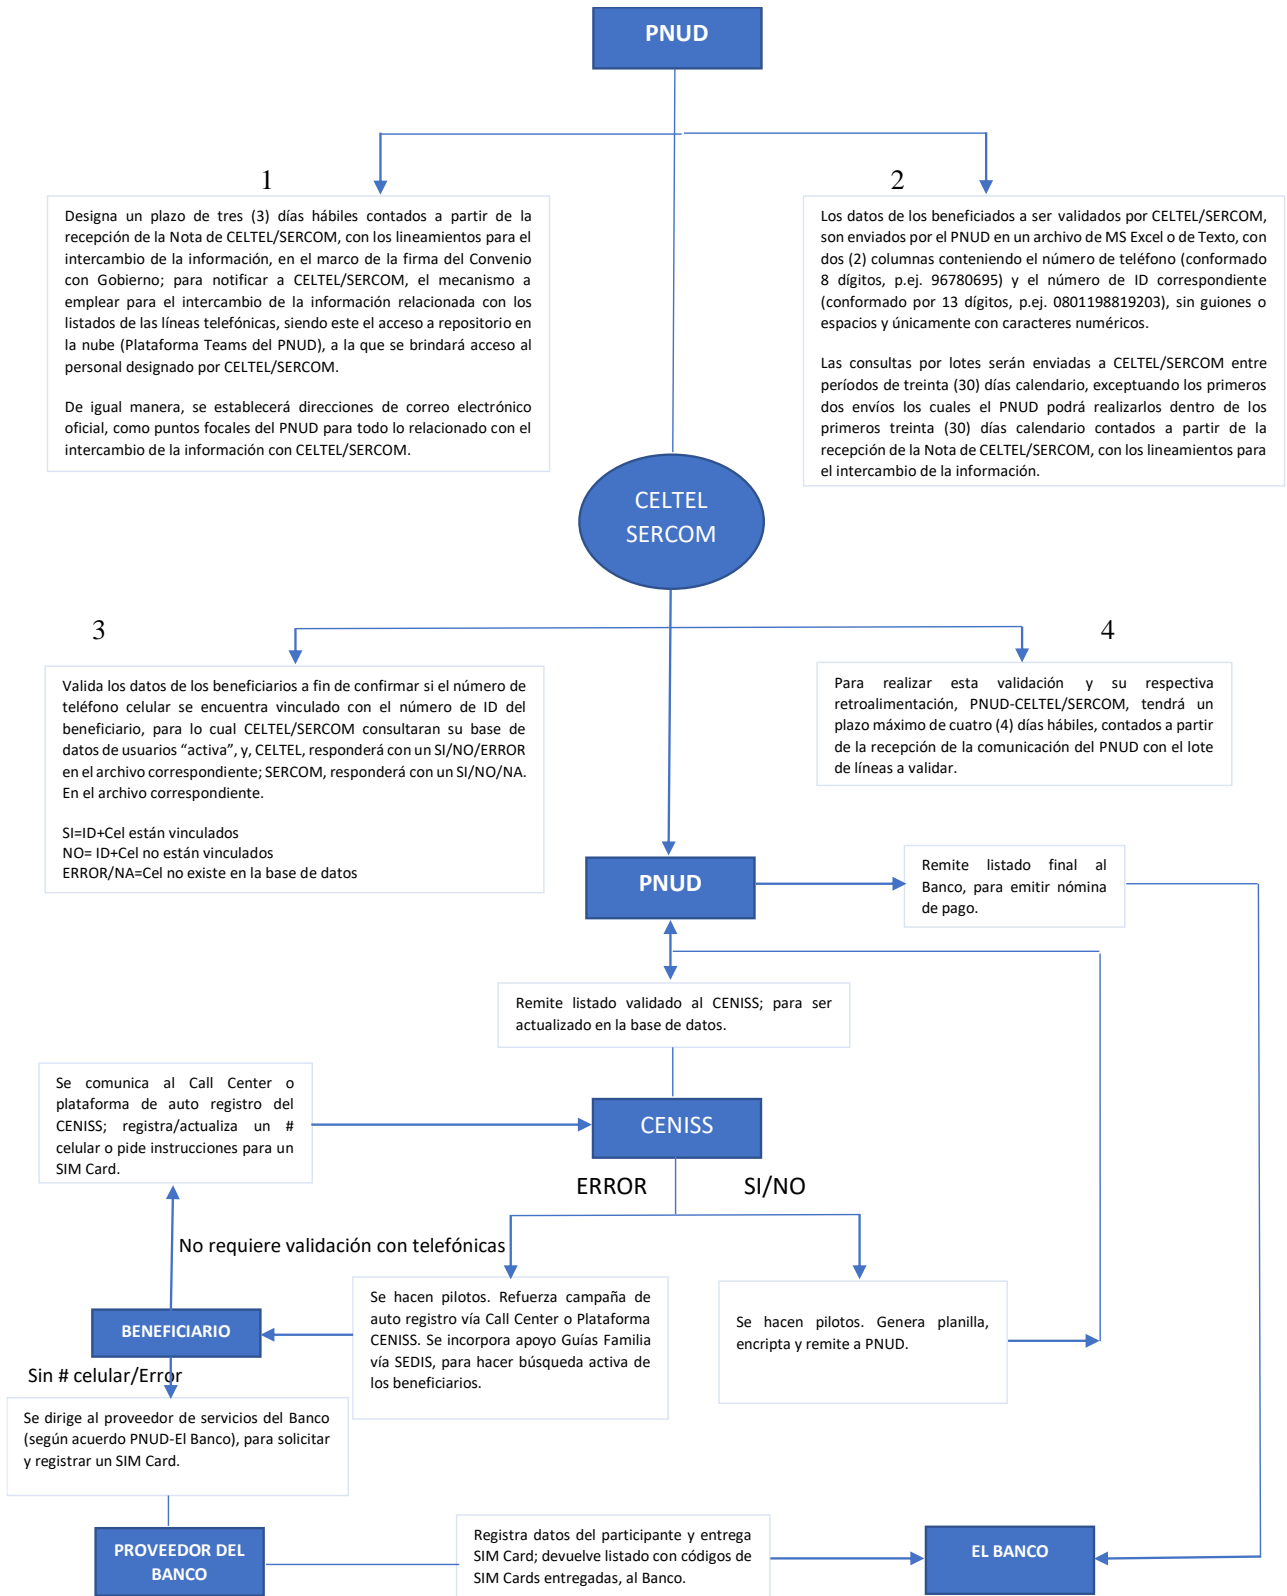 PNUD
1
Designa un plazo de tres (3) días hábiles contados a partir de la
recepción de la Nota de CELTEL/SERCOM, con los lineamientos para el
intercambio de la información, en el marco de la firma del Convenio
con Gobierno; para notificar a CELTEL/SERCOM, el mecanismo a
emplear para el intercambio de la información relacionada con los
listados de las líneas telefónicas, siendo este el acceso a repositorio en
la nube (Plataforma Teams del PNUD), a la que se brindará acceso al
personal designado por CELTEL/SERCOM.
De igual manera, se establecerá direcciones de correo electrónico
oficial, como puntos focales del PNUD para todo lo relacionado con el
intercambio de la información con CELTEL/SERCOM.
2
Los datos de los beneficiados a ser validados por CELTEL/SERCOM,
son enviados por el PNUD en un archivo de MS Excel o de Texto, con
dos (2) columnas conteniendo el número de teléfono (conformado
8 dígitos, p.ej. 96780695) y el número de ID correspondiente
(conformado por 13 dígitos, p.ej. 0801198819203), sin guiones o
espacios y únicamente con caracteres numéricos.
Las consultas por lotes serán enviadas a CELTEL/SERCOM entre
períodos de treinta (30) días calendario, exceptuando los primeros
dos envíos los cuales el PNUD podrá realizarlos dentro de los
primeros treinta (30) días calendario contados a partir de la
recepción de la Nota de CELTEL/SERCOM, con los lineamientos para
el intercambio de la información.
CELTEL
SERCOM
3
Valida los datos de los beneficiarios a fin de confirmar si el número de
teléfono celular se encuentra vinculado con el número de ID del
beneficiario, para lo cual CELTEL/SERCOM consultaran su base de
datos de usuarios “activa”, y, CELTEL, responderá con un SI/NO/ERROR
en el archivo correspondiente; SERCOM, responderá con un SI/NO/NA.
En el archivo correspondiente.
SI=ID+Cel están vinculados
NO= ID+Cel no están vinculados
ERROR/NA=Cel no existe en la base de datos
4
Para realizar esta validación y su respectiva
retroalimentación, PNUD-CELTEL/SERCOM, tendrá un
plazo máximo de cuatro (4) días hábiles, contados a partir
de la recepción de la comunicación del PNUD con el lote
de líneas a validar.
PNUD
Remite listado final al
Banco, para emitir nómina
de pago.
Remite listado validado al CENISS; para ser
actualizado en la base de datos.
Se comunica al Call Center o
plataforma de auto registro del
CENISS; registra/actualiza un #
celular o pide instrucciones para un
SIM Card.
CENISS
ERROR
SI/NO
No requiere validación con telefónicas
Se hacen pilotos. Refuerza campaña de
auto registro vía Call Center o Plataforma
CENISS. Se incorpora apoyo Guías Familia
vía SEDIS, para hacer búsqueda activa de
los beneficiarios.
Se hacen pilotos. Genera planilla,
encripta y remite a PNUD.
BENEFICIARIO
Sin # celular/Error
Se dirige al proveedor de servicios del Banco
(según acuerdo PNUD-El Banco), para solicitar
y registrar un SIM Card.
PROVEEDOR DEL
BANCO
Registra datos del participante y entrega
SIM Card; devuelve listado con códigos de
SIM Cards entregadas, al Banco.
EL BANCO